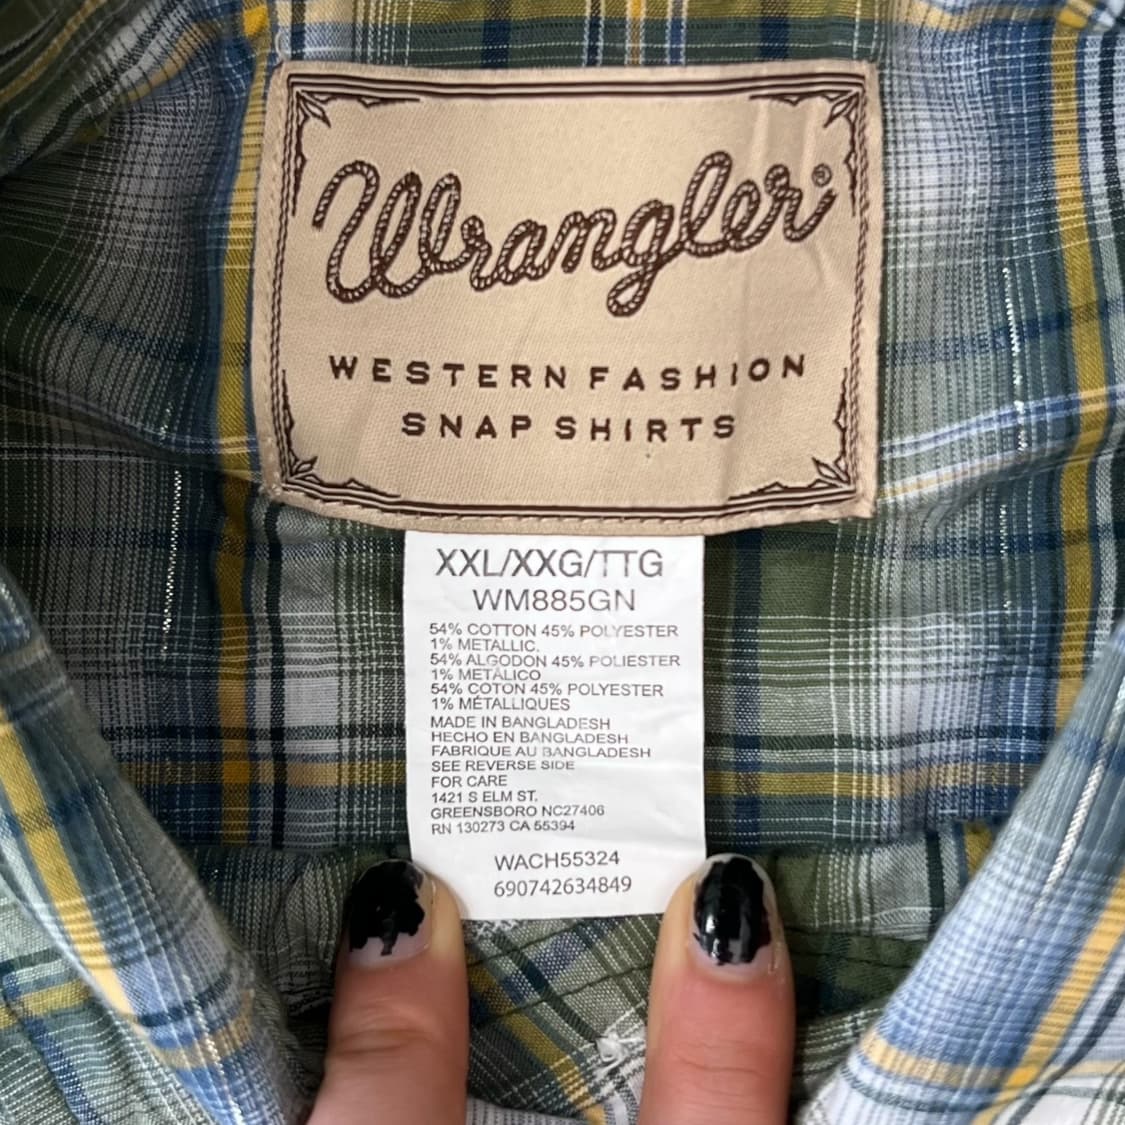 Wrangler®
WESTERN FASHION
SNAP SHIRTS
XXL/XXG/TTG
WM885GN
54% COTTON 45% POLYESTER
1% METALLIC.
54% ALGODON 45% POLIESTER
1% METÁLICO
54% COTON 45% POLYESTER
1% MÉTALLIQUES
MADE IN BANGLADESH
HECHO EN BANGLADESH
FABRIQUE AU BANGLADESH
SEE REVERSE SIDE
FOR CARE
1421 S ELM ST.
GREENSBORO NC27406
RN 130273 CA 55394
WACH55324
690742634849